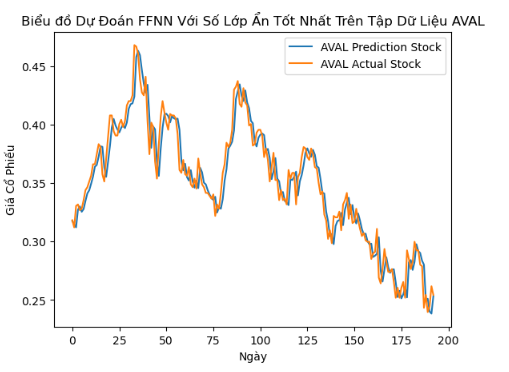 Biểu đồ Dự Đoán FFNN Với Số Lớp Ẩn Tốt Nhất Trên Tập Dữ Liệu AVAL
AVAL Prediction Stock
AVAL Actual Stock
0.45
0.40
0.35
0.30
0.25
Giá Cổ Phiếu
0 25 50 75 100 125 150 175 200
Ngày